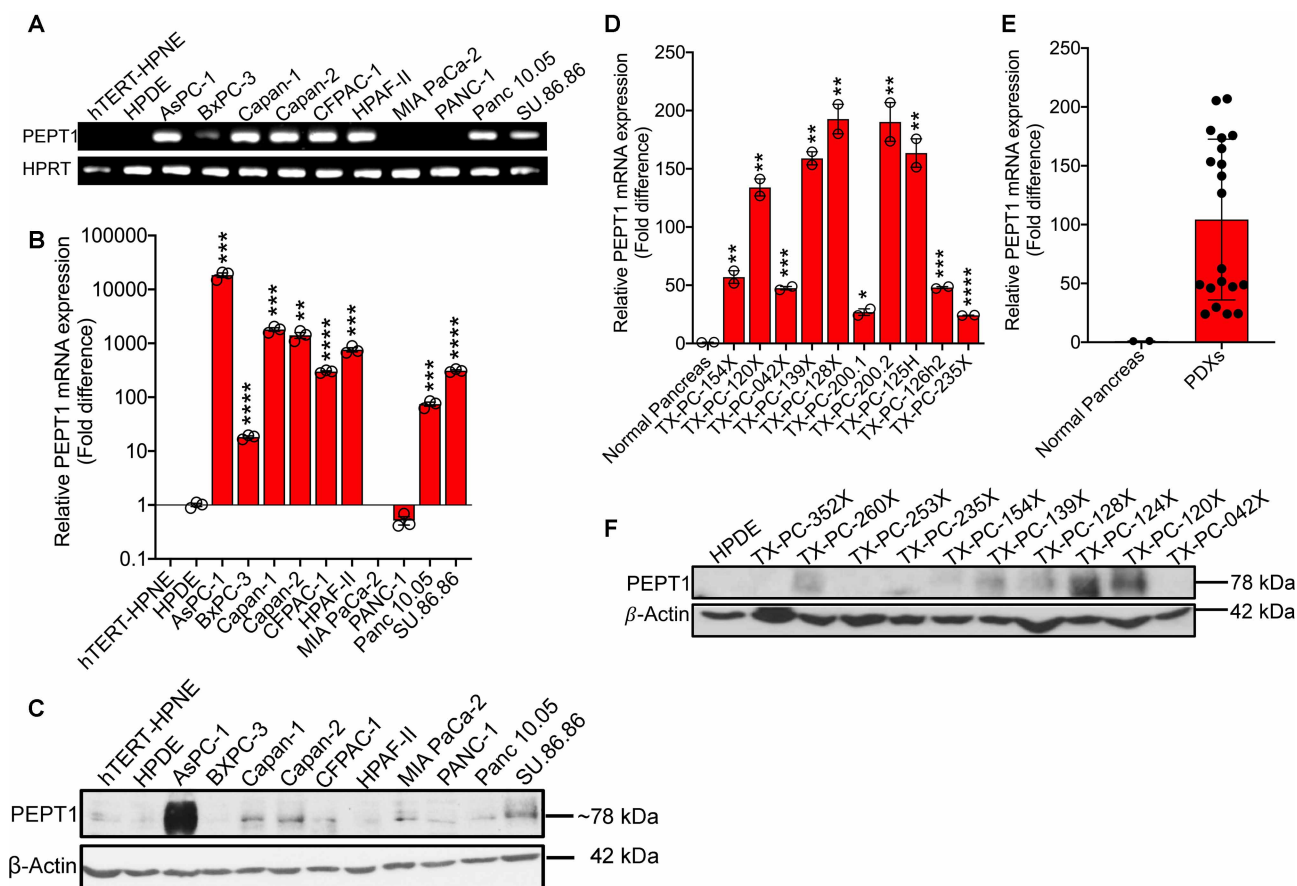 A
hTERT-HPNE
HPDE
AsPC-1
BxPC-3
Capan-1
Capan-2
CFPAC-1
HPAF-II
MIA PaCa-2
PANC-1
Panc 10.05
SU.86.86
PEPT1
HPRT
B
Relative PEPT1 mRNA expression
(Fold difference)
100000
10000
1000
100
10
1
0.1
***
****
***
**
****
***
***
****
hTERT-HPNE
HPDE
AsPC-1
BxPC-3
Capan-1
Capan-2
CFPAC-1
HPAF-II
MIA PaCa-2
PANC-1
Panc 10.05
SU.86.86
C
hTERT-HPNE
HPDE
AsPC-1
BXPC-3
Capan-1
Capan-2
CFPAC-1
HPAF-II
MIA PaCa-2
PANC-1
Panc 10.05
SU.86.86
PEPT1
~78 kDa
β-Actin
42 kDa
D
Relative PEPT1 mRNA expression
(Fold difference)
250
200
150
100
50
0
**
**
***
**
**
*
**
**
***
****
Normal Pancreas
TX-PC-154X
TX-PC-120X
TX-PC-042X
TX-PC-139X
TX-PC-128X
TX-PC-200.1
TX-PC-200.2
TX-PC-125H
TX-PC-126h2
TX-PC-235X
E
Relative PEPT1 mRNA expression
(Fold difference)
250
200
150
100
50
0
Normal Pancreas
PDXs
F
HPDE
TX-PC-352X
TX-PC-260X
TX-PC-253X
TX-PC-235X
TX-PC-154X
TX-PC-139X
TX-PC-128X
TX-PC-124X
TX-PC-120X
TX-PC-042X
PEPT1
78 kDa
β-Actin
42 kDa